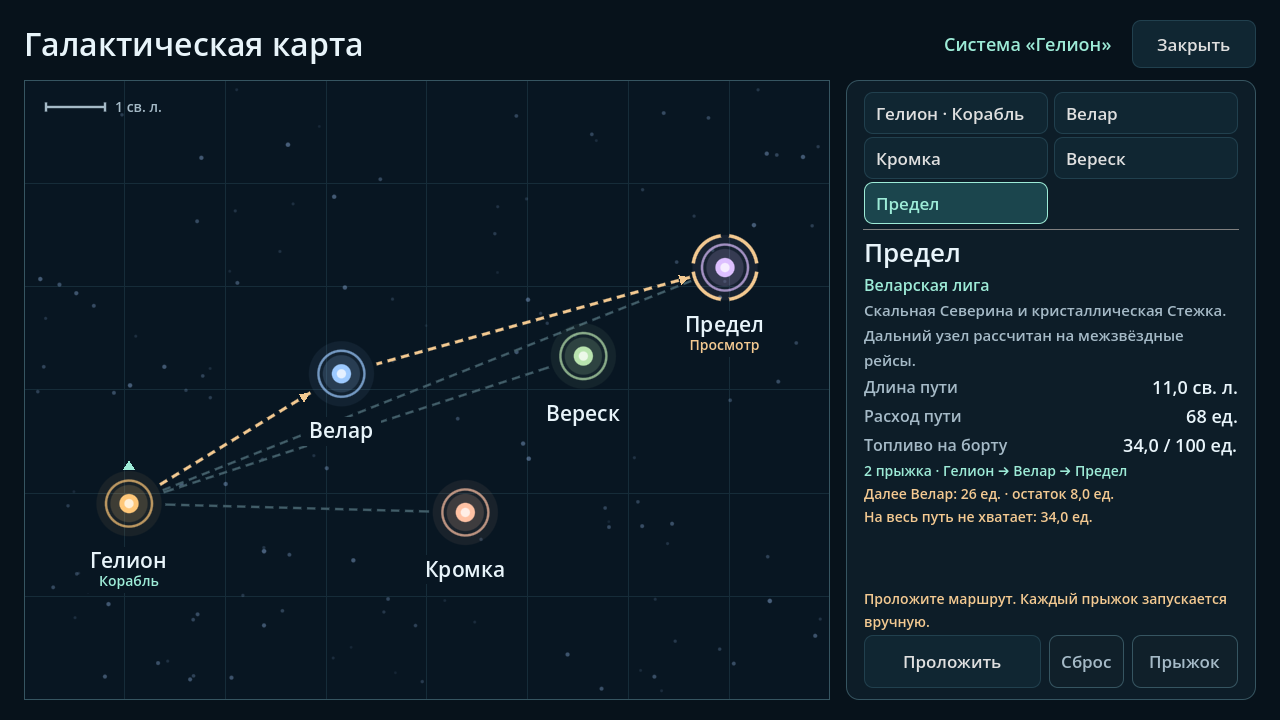 Галактическая карта
Система «Гелион»
Закрыть
1 св. л.
Предел
Просмотр
Вереск
Велар
Гелион
Корабль
Кромка
Гелион · Корабль
Велар
Кромка
Вереск
Предел
Предел
Веларская лига
Скальная Северина и кристаллическая Стежка.
Дальний узел рассчитан на межзвёздные
рейсы.
Длина пути 11,0 св. л.
Расход пути 68 ед.
Топливо на борту 34,0 / 100 ед.
2 прыжка · Гелион → Велар → Предел
Далее Велар: 26 ед. · остаток 8,0 ед.
На весь путь не хватает: 34,0 ед.
Проложите маршрут. Каждый прыжок запускается
вручную.
Проложить
Сброс
Прыжок